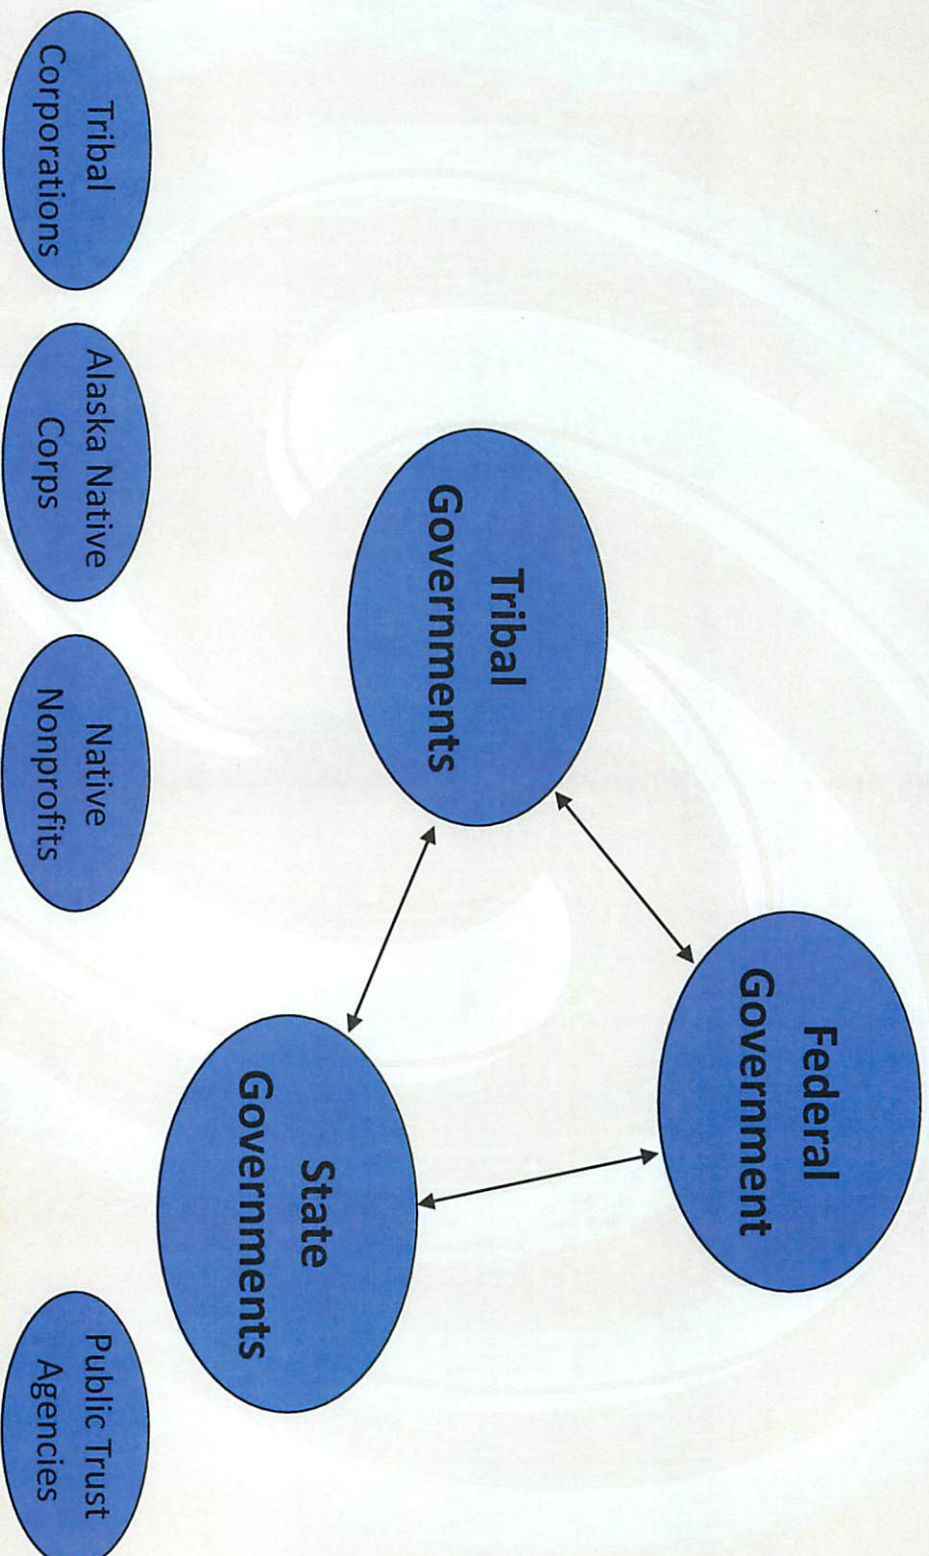 Federal
Government
Tribal
Governments
State
Governments
Tribal
Corporations
Alaska Native
Corps
Native
Nonprofits
Public Trust
Agencies